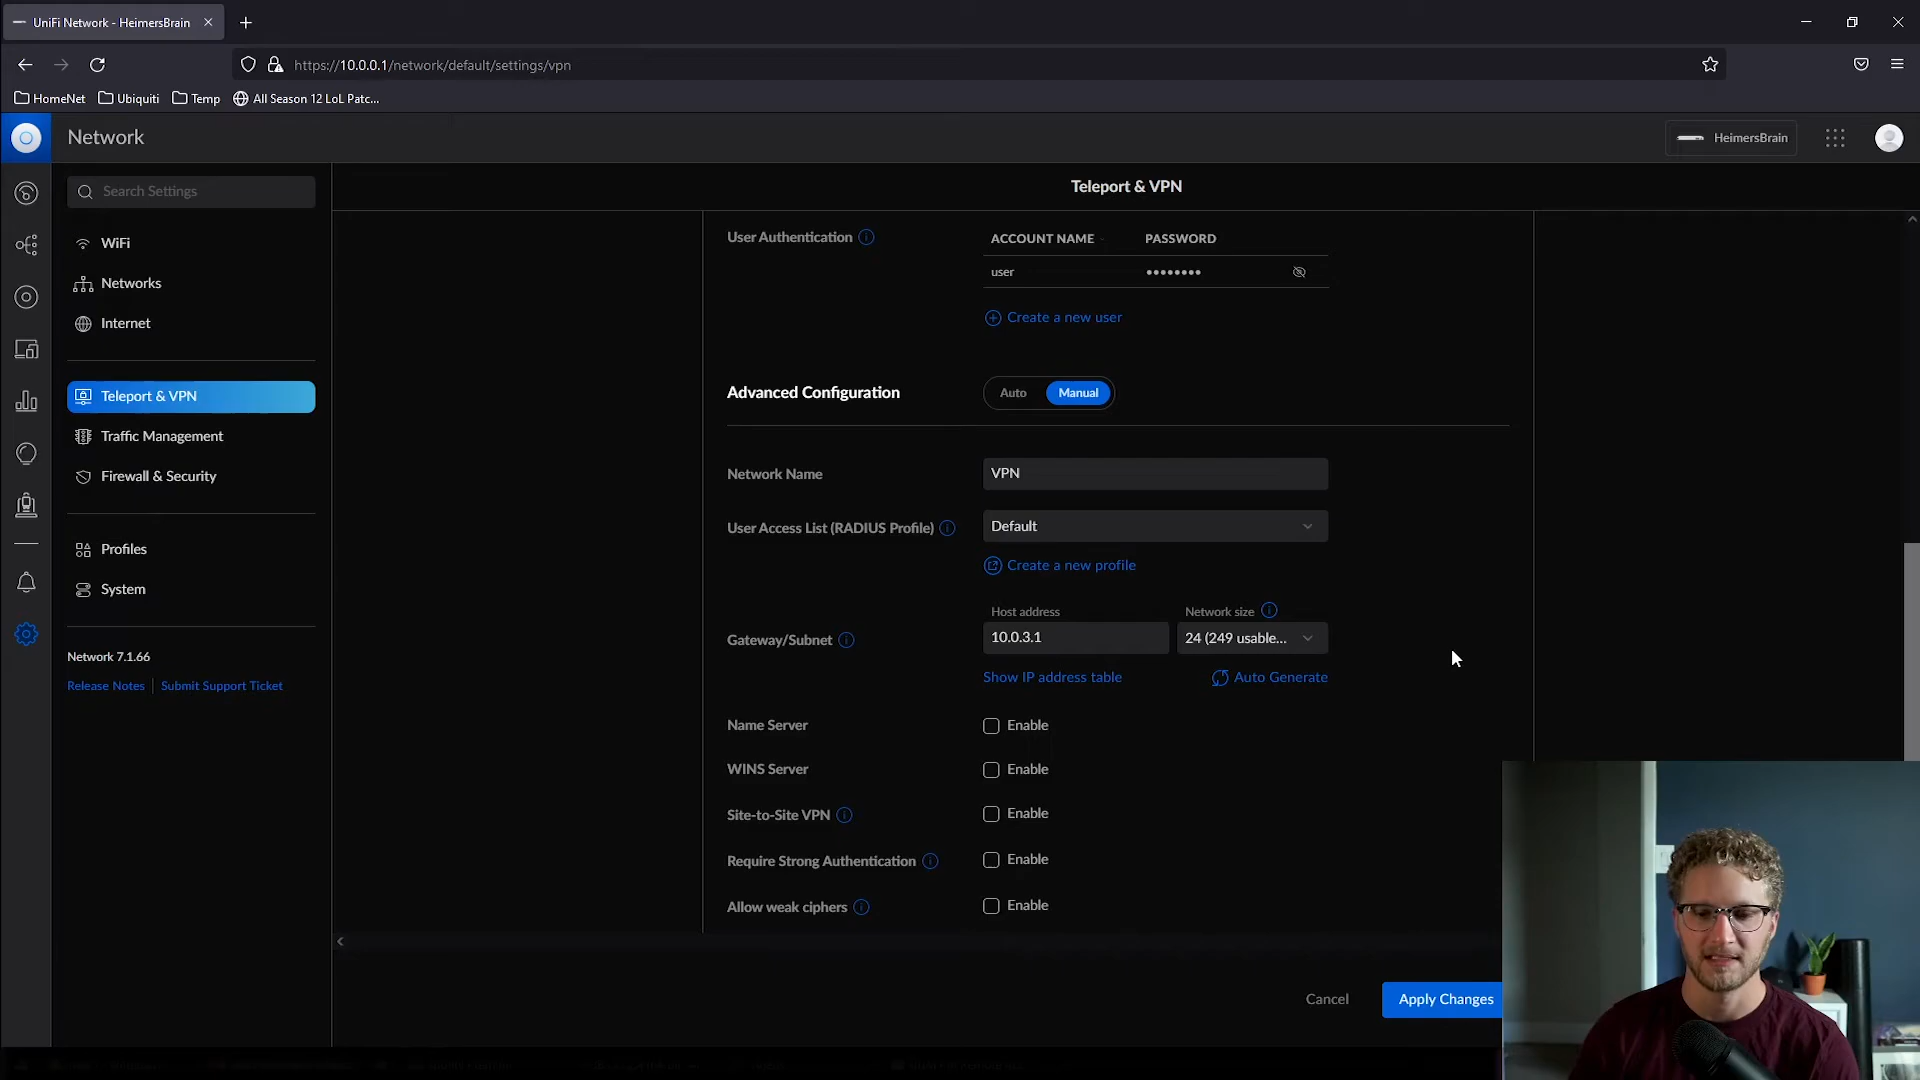 UniFi Network - HeimersBrain
https://10.0.0.1/network/default/settings/vpn
HomeNet Ubiquiti Temp All Season 12 LoL Patc...
Network
HeimersBrain
Search Settings
WiFi
Networks
Internet
Teleport & VPN
Traffic Management
Firewall & Security
Profiles
System
Network 7.1.66
Release Notes Submit Support Ticket
Teleport & VPN
User Authentication
ACCOUNT NAME PASSWORD
user ••••••••
Create a new user
Advanced Configuration Auto Manual
Network Name VPN
User Access List (RADIUS Profile) Default
Create a new profile
Host address Network size
Gateway/Subnet 10.0.3.1 24 (249 usable...
Show IP address table Auto Generate
Name Server Enable
WINS Server Enable
Site-to-Site VPN Enable
Require Strong Authentication Enable
Allow weak ciphers Enable
Cancel Apply Changes